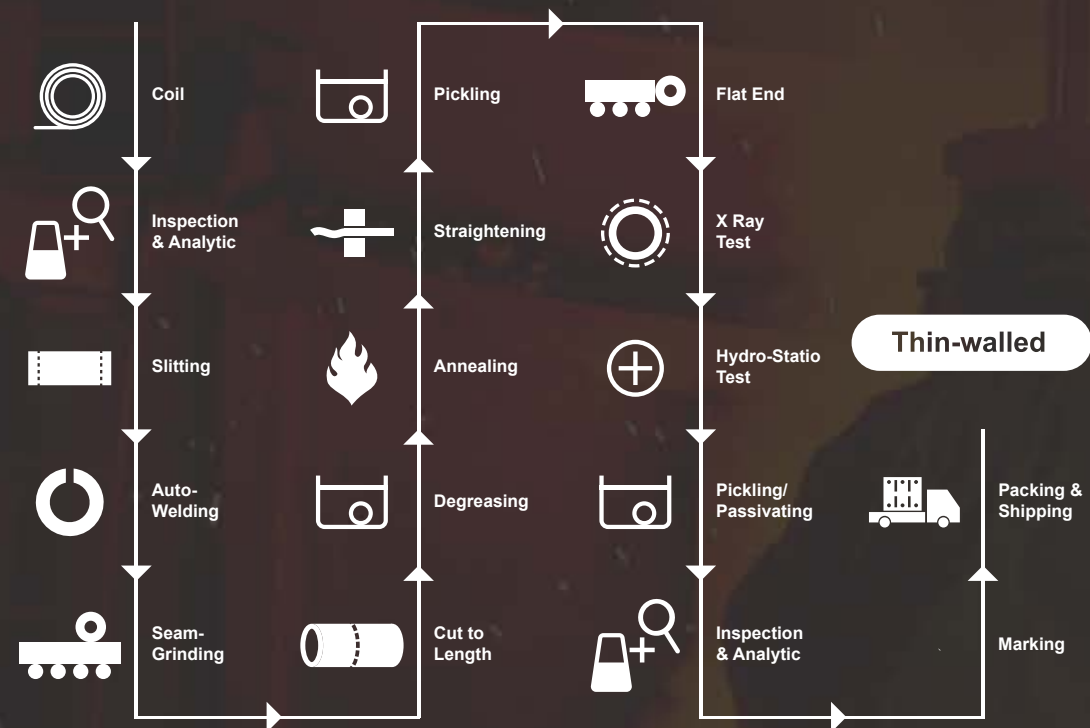 Coil
Inspection
& Analytic
Slitting
Auto-
Welding
Seam-
Grinding
Cut to
Length
Degreasing
Annealing
Straightening
Pickling
Flat End
X Ray
Test
Hydro-Statio
Test
Pickling/
Passivating
Inspection
& Analytic
Marking
Packing &
Shipping
Thin-walled